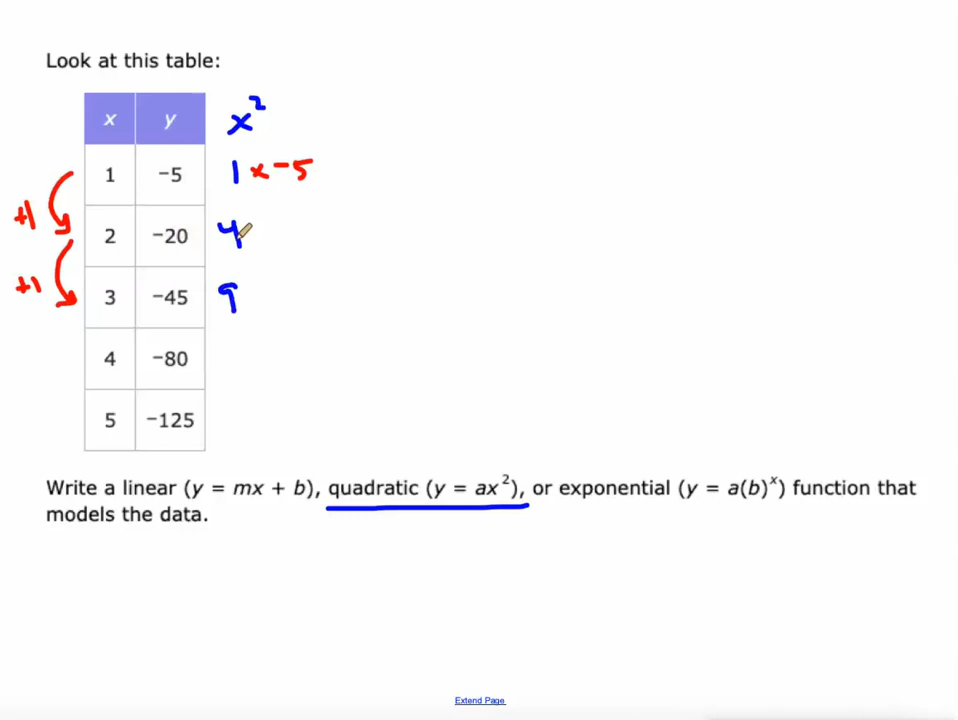 Look at this table:
x y x²
1 −5 1 x −5
+1
2 −20 4
+1
3 −45 9
4 −80
5 −125
Write a linear (y = mx + b), quadratic (y = ax²), or exponential (y = a(b)ˣ) function that
models the data.
Extend Page